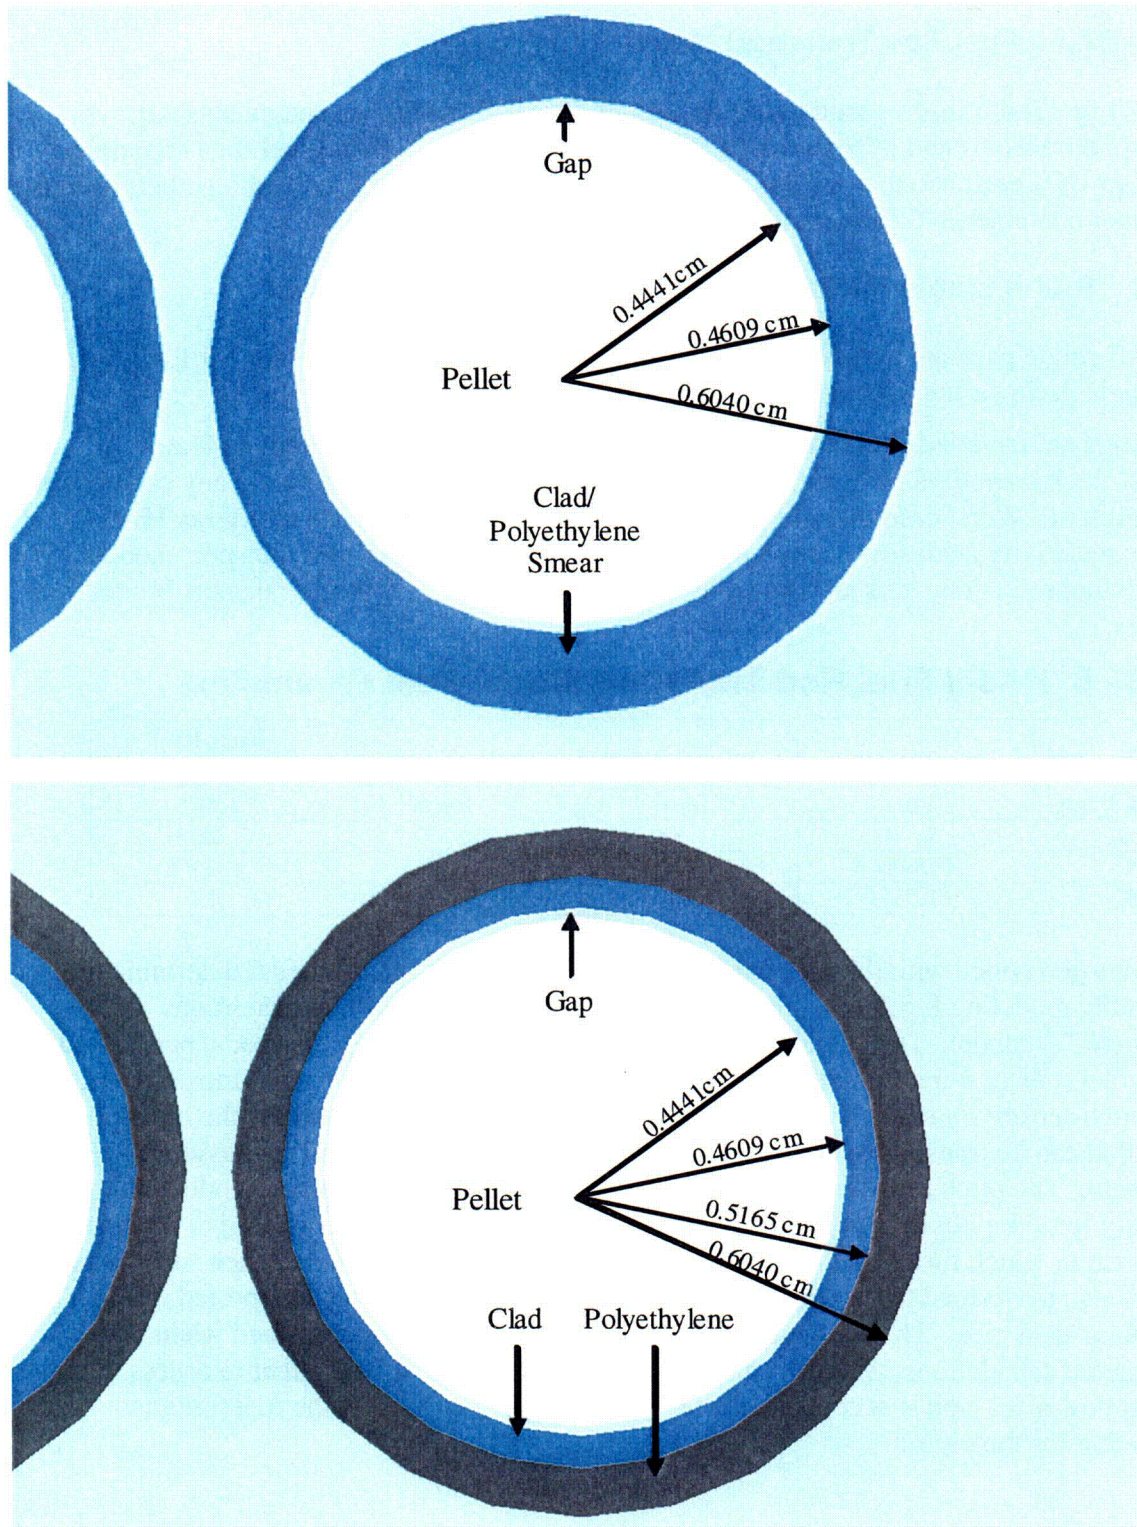 Gap
0.4441cm
0.4609 cm
Pellet
0.6040 cm
Clad/
Polyethylene
Smear
Gap
0.4441cm
0.4609 cm
Pellet
0.5165 cm
0.6040 cm
Clad
Polyethylene